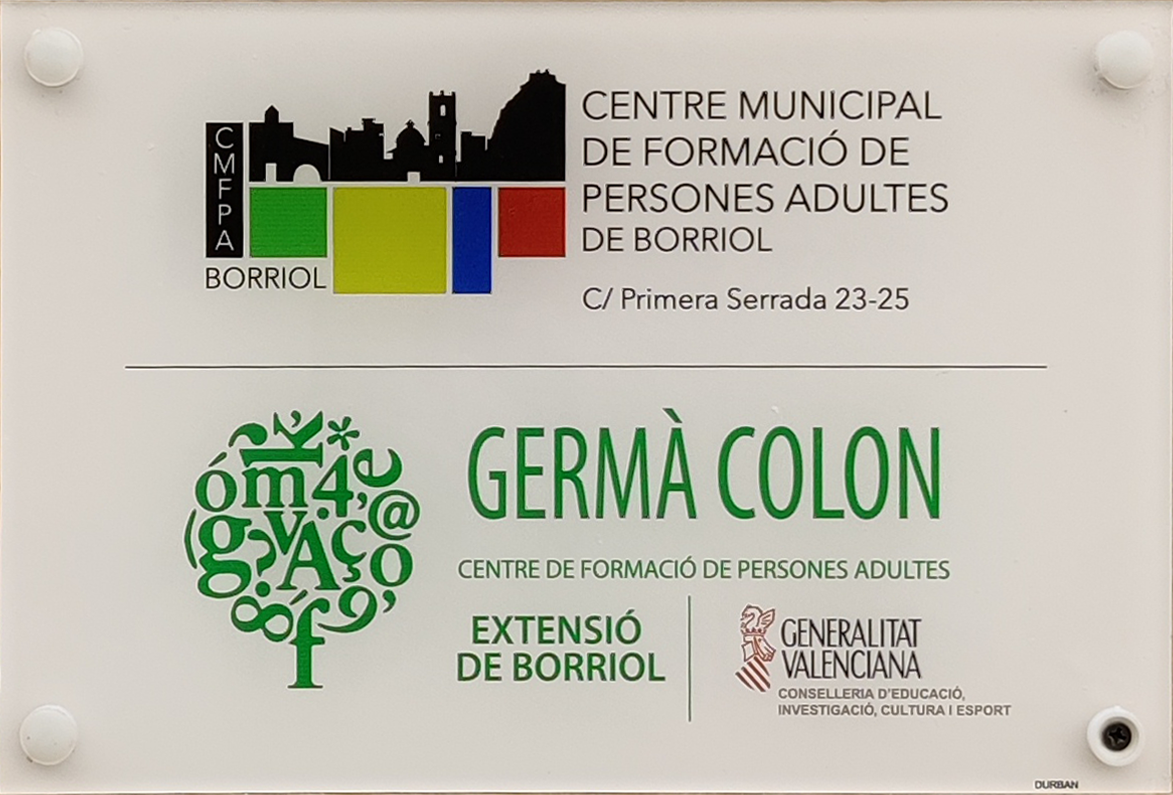 CMFPA
BORRIOL
CENTRE MUNICIPAL
DE FORMACIÓ DE
PERSONES ADULTES
DE BORRIOL
C/ Primera Serrada 23-25
GERMÀ COLON
CENTRE DE FORMACIÓ DE PERSONES ADULTES
EXTENSIÓ
DE BORRIOL
GENERALITAT
VALENCIANA
CONSELLERIA D'EDUCACIÓ,
INVESTIGACIÓ, CULTURA I ESPORT
DURBAN